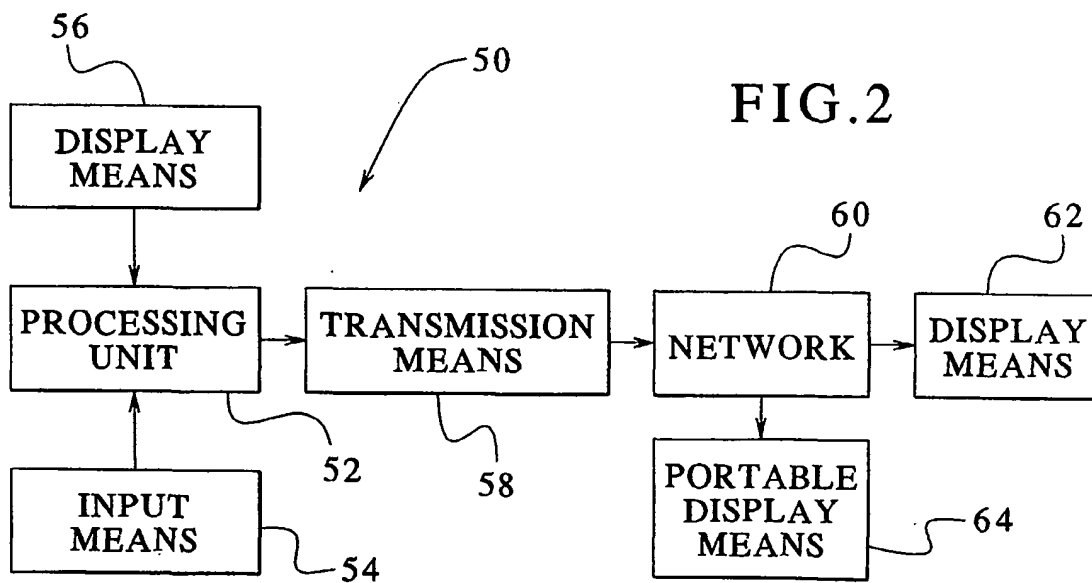 56
50
FIG.2
DISPLAY
MEANS
60
62
PROCESSING
UNIT
TRANSMISSION
MEANS
NETWORK
DISPLAY
MEANS
52
58
INPUT
MEANS
54
PORTABLE
DISPLAY
MEANS
64